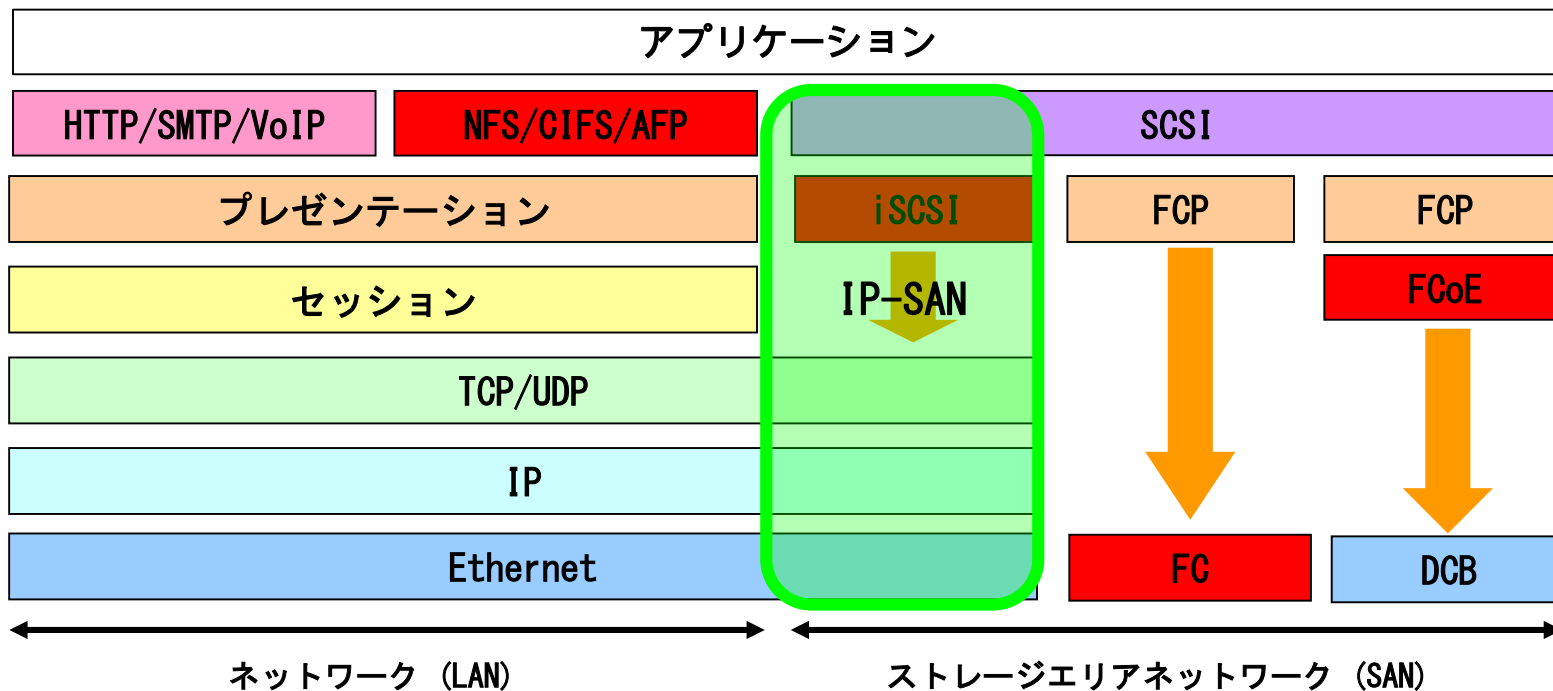 アプリケーション
HTTP/SMTP/VoIP
NFS/CIFS/AFP
SCSI
プレゼンテーション
iSCSI
FCP
FCP
セッション
IP-SAN
FCoE
TCP/UDP
IP
Ethernet
FC
DCB
ネットワーク (LAN)
ストレージエリアネットワーク (SAN)